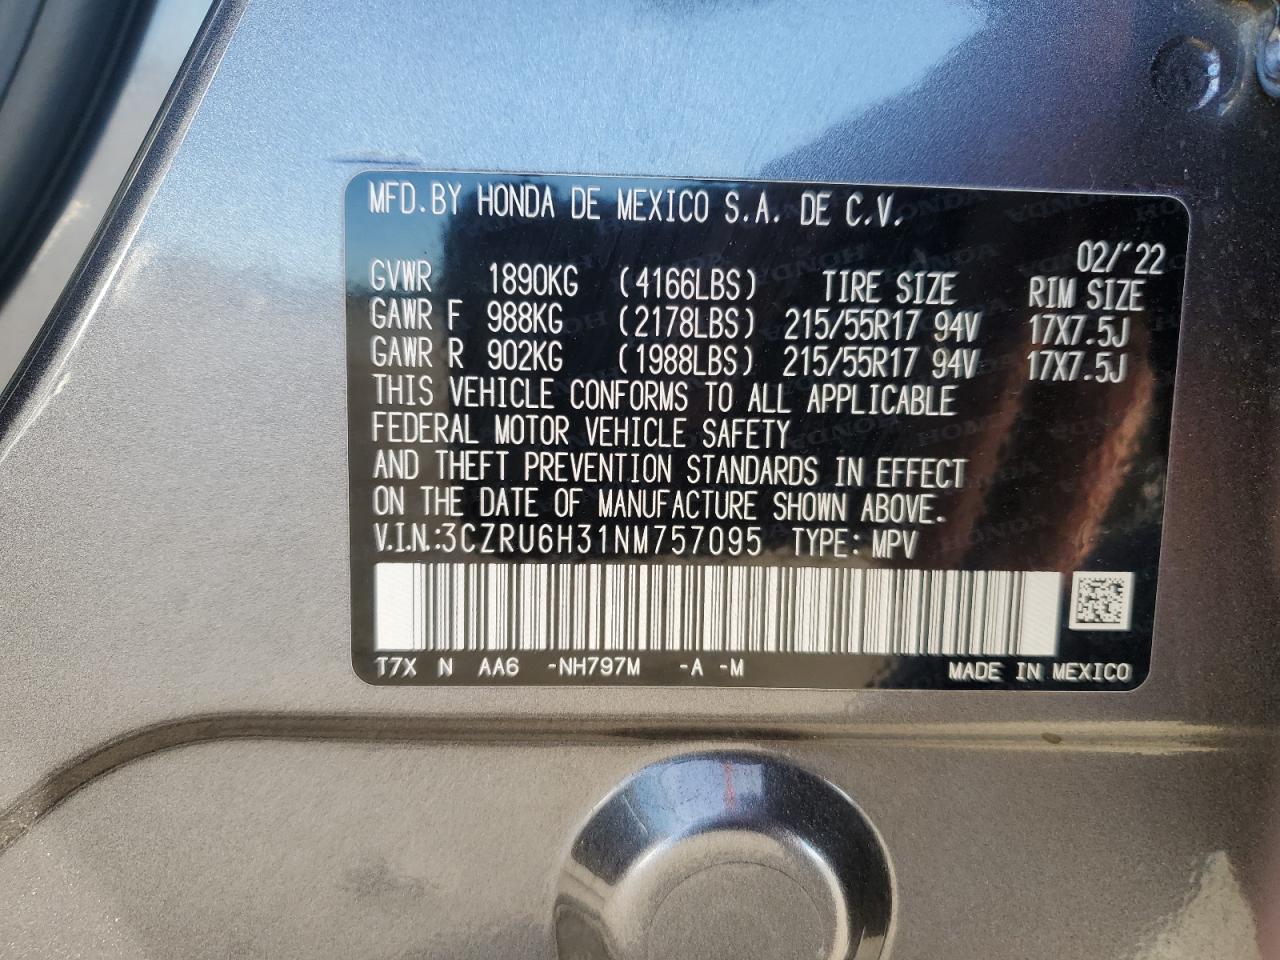 MFD. BY HONDA DE MEXICO S.A. DE C.V.
02/'22
GVWR 1890KG (4166LBS) TIRE SIZE RIM SIZE
GAWR F 988KG (2178LBS) 215/55R17 94V 17X7.5J
GAWR R 902KG (1988LBS) 215/55R17 94V 17X7.5J
THIS VEHICLE CONFORMS TO ALL APPLICABLE
FEDERAL MOTOR VEHICLE SAFETY
AND THEFT PREVENTION STANDARDS IN EFFECT
ON THE DATE OF MANUFACTURE SHOWN ABOVE.
V.I.N.:3CZRU6H31NM757095 TYPE: MPV
T7X N AA6 -NH797M -A -M MADE IN MEXICO